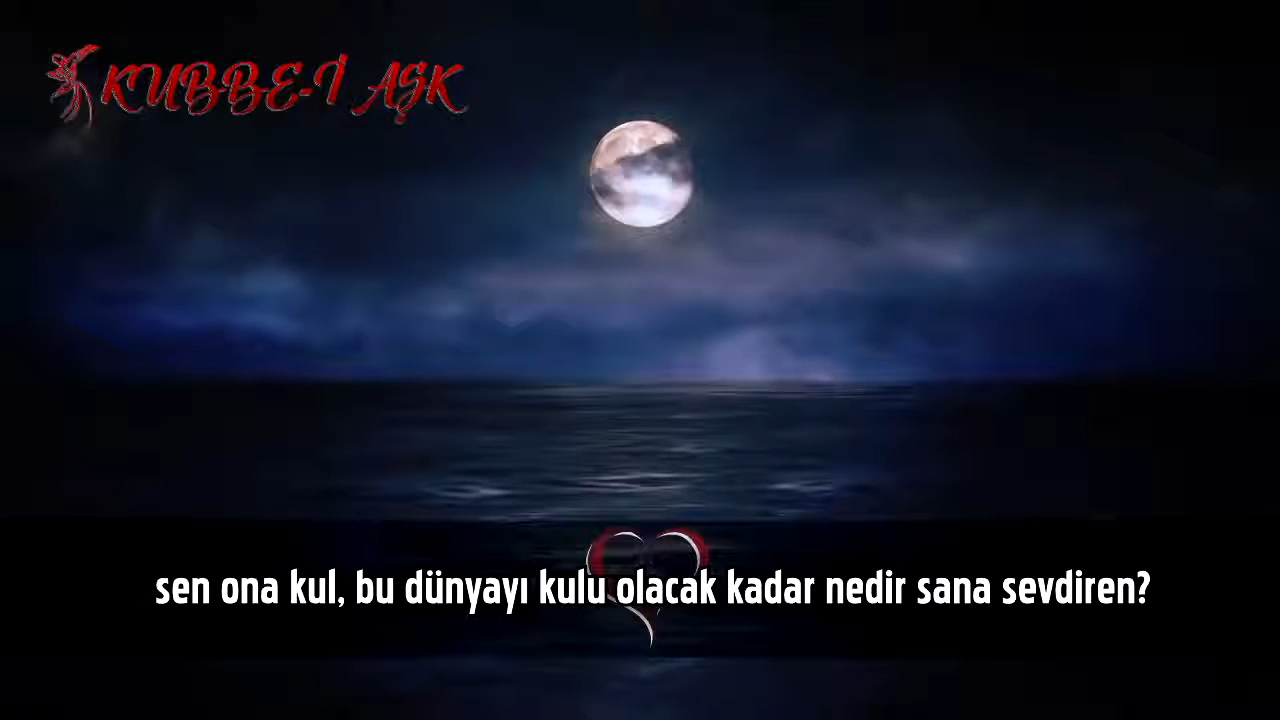 KUBBE-İ AŞK
sen ona kul, bu dünyayı kulu olacak kadar nedir sana sevdiren?